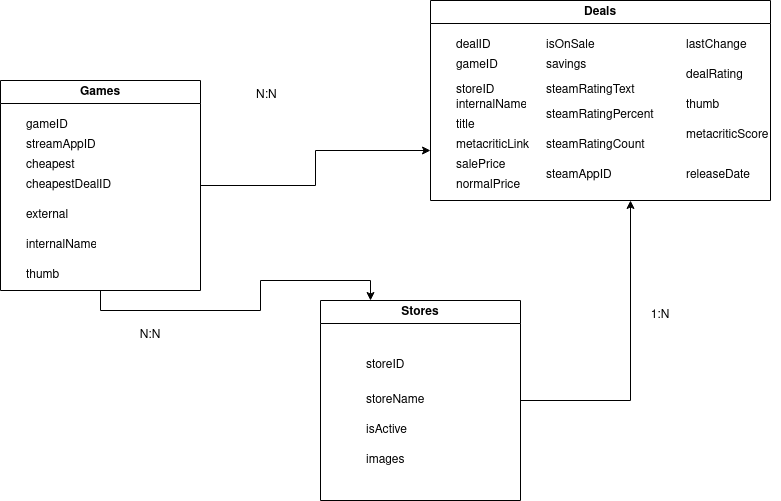 Deals
dealID
gameID
storeID
internalName
title
metacriticLink
salePrice
normalPrice
isOnSale
savings
steamRatingText
steamRatingPercent
steamRatingCount
steamAppID
lastChange
dealRating
thumb
metacriticScore
releaseDate
Games
gameID
streamAppID
cheapest
cheapestDealID
external
internalName
thumb
N:N
N:N
Stores
storeID
storeName
isActive
images
1:N